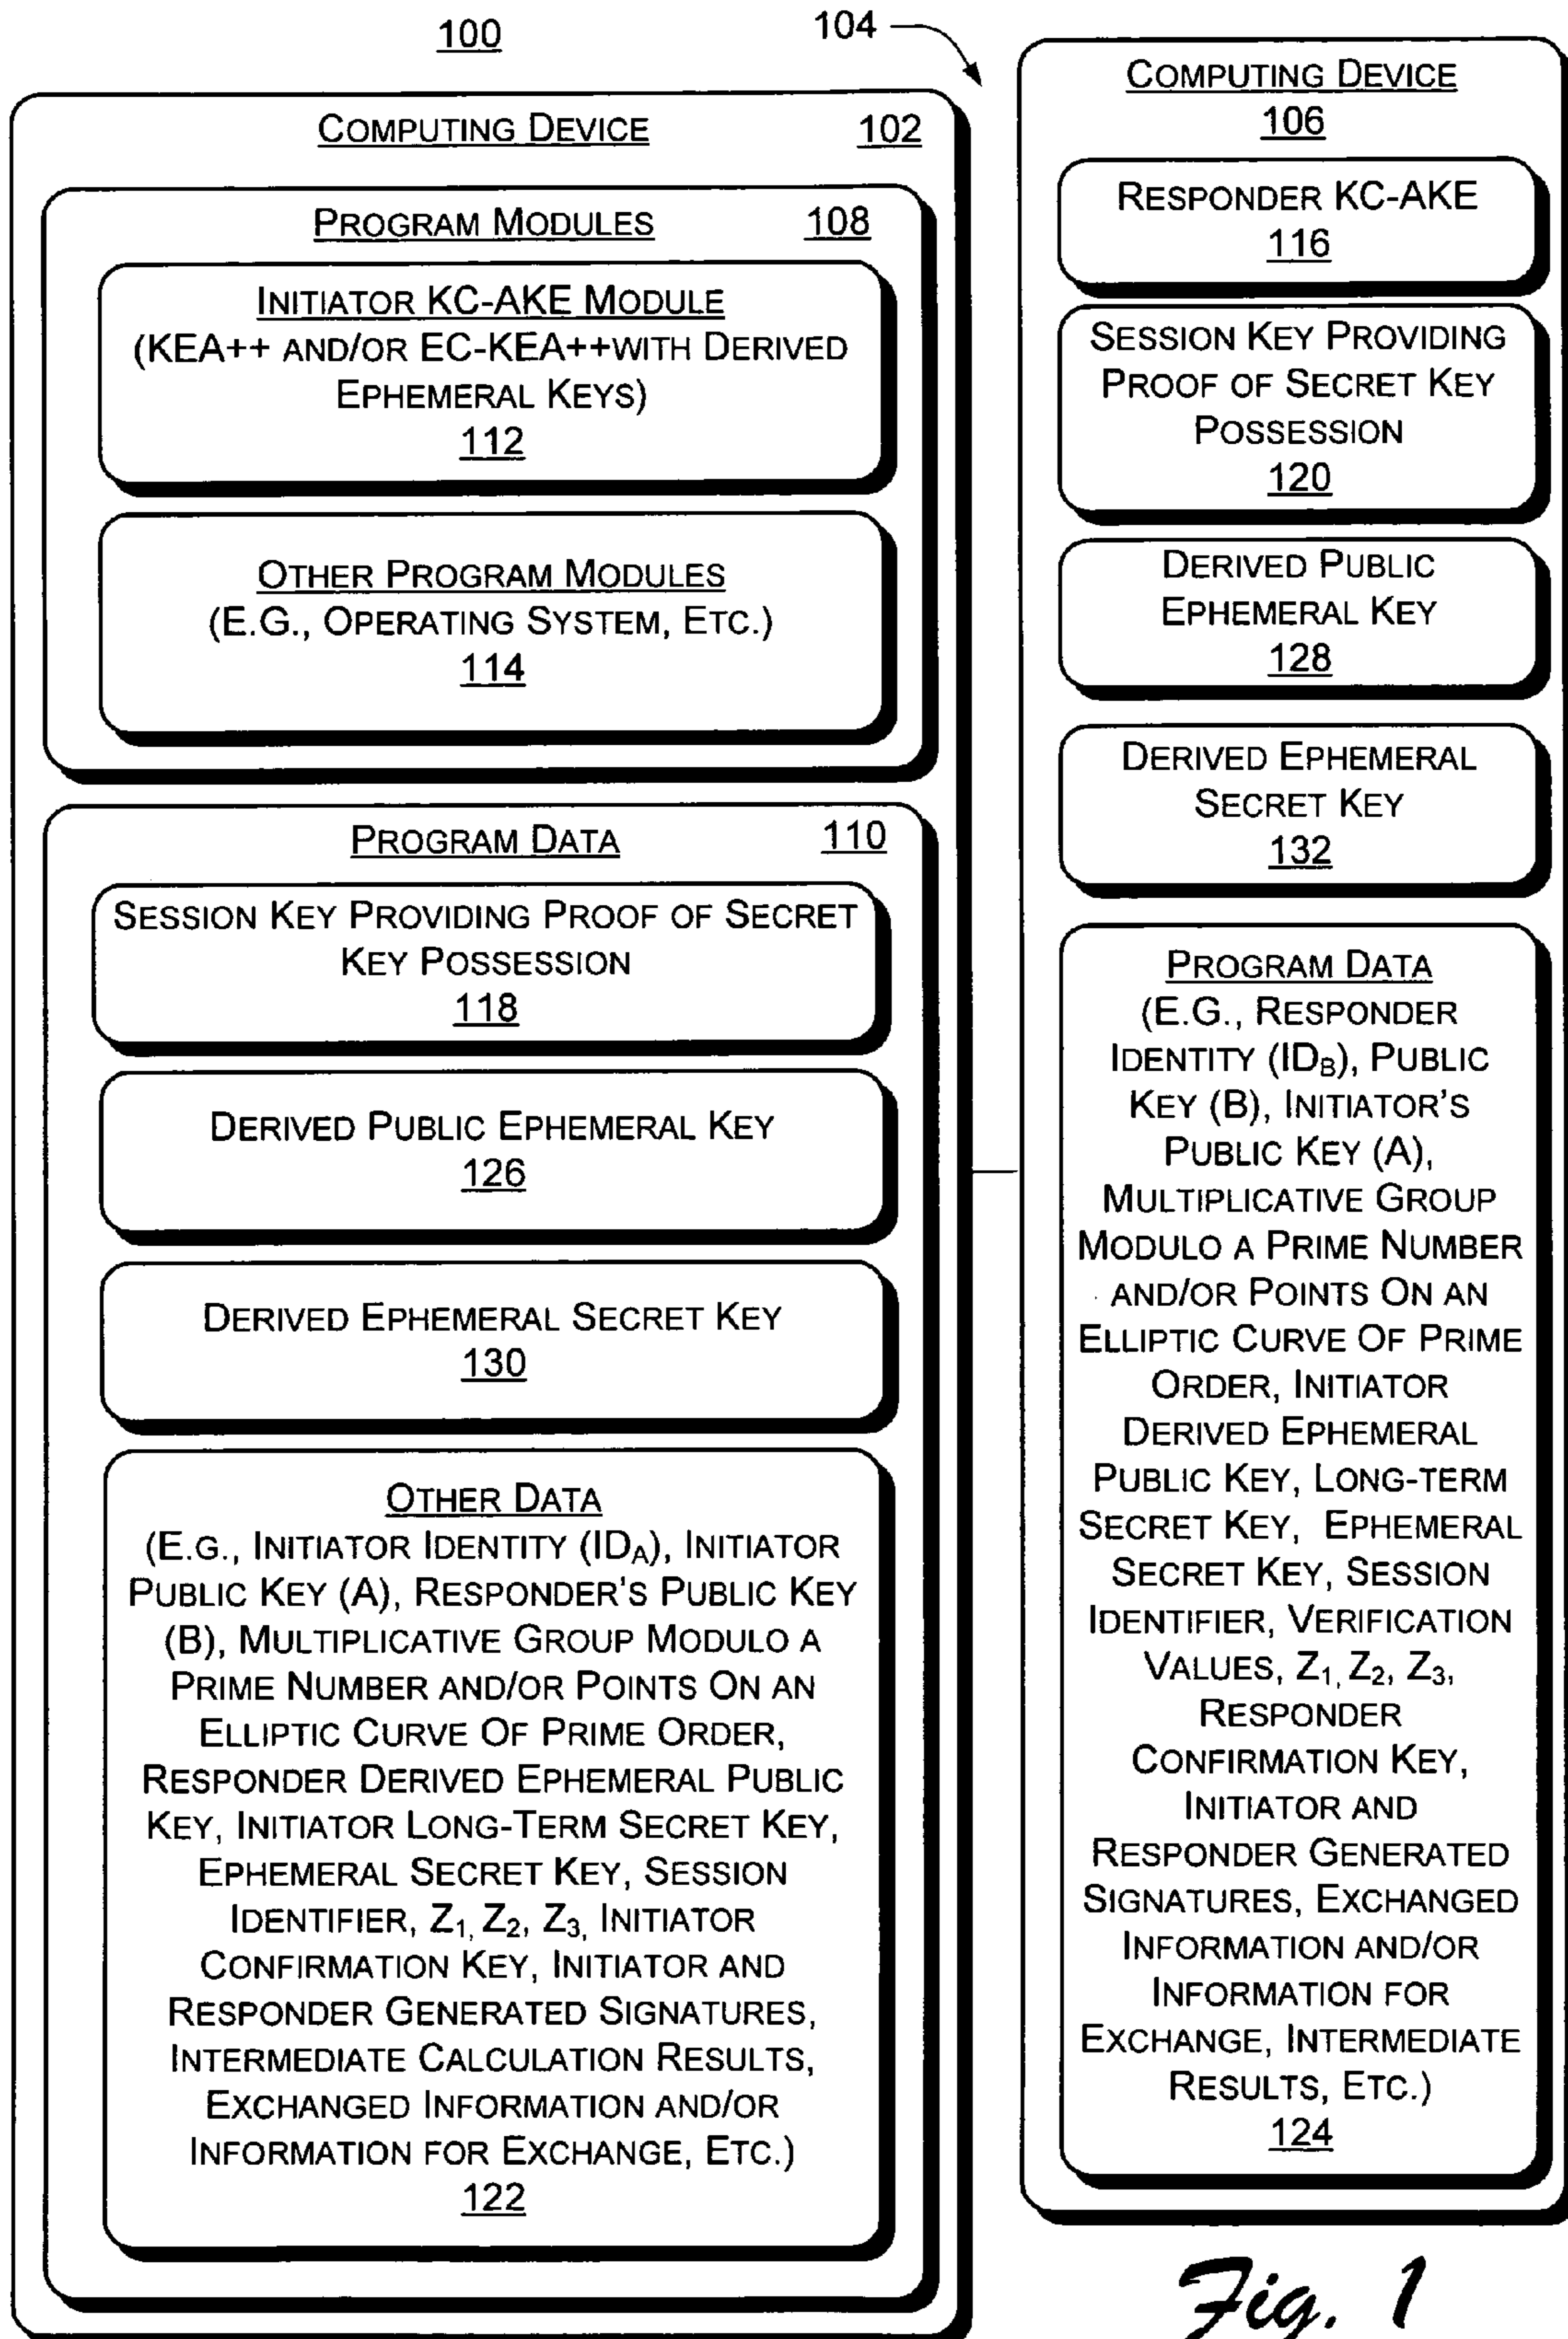 100
104
COMPUTING DEVICE 102
PROGRAM MODULES 108
INITIATOR KC-AKE MODULE
(KEA++ AND/OR EC-KEA++WITH DERIVED
EPHEMERAL KEYS)
112
OTHER PROGRAM MODULES
(E.G., OPERATING SYSTEM, ETC.)
114
PROGRAM DATA 110
SESSION KEY PROVIDING PROOF OF SECRET
KEY POSSESSION
118
DERIVED PUBLIC EPHEMERAL KEY
126
DERIVED EPHEMERAL SECRET KEY
130
OTHER DATA
(E.G., INITIATOR IDENTITY (ID_A), INITIATOR
PUBLIC KEY (A), RESPONDER'S PUBLIC KEY
(B), MULTIPLICATIVE GROUP MODULO A
PRIME NUMBER AND/OR POINTS ON AN
ELLIPTIC CURVE OF PRIME ORDER,
RESPONDER DERIVED EPHEMERAL PUBLIC
KEY, INITIATOR LONG-TERM SECRET KEY,
EPHEMERAL SECRET KEY, SESSION
IDENTIFIER, Z₁, Z₂, Z₃, INITIATOR
CONFIRMATION KEY, INITIATOR AND
RESPONDER GENERATED SIGNATURES,
INTERMEDIATE CALCULATION RESULTS,
EXCHANGED INFORMATION AND/OR
INFORMATION FOR EXCHANGE, ETC.)
122
COMPUTING DEVICE
106
RESPONDER KC-AKE
116
SESSION KEY PROVIDING
PROOF OF SECRET KEY
POSSESSION
120
DERIVED PUBLIC
EPHEMERAL KEY
128
DERIVED EPHEMERAL
SECRET KEY
132
PROGRAM DATA
(E.G., RESPONDER
IDENTITY (ID_B), PUBLIC
KEY (B), INITIATOR'S
PUBLIC KEY (A),
MULTIPLICATIVE GROUP
MODULO A PRIME NUMBER
AND/OR POINTS ON AN
ELLIPTIC CURVE OF PRIME
ORDER, INITIATOR
DERIVED EPHEMERAL
PUBLIC KEY, LONG-TERM
SECRET KEY, EPHEMERAL
SECRET KEY, SESSION
IDENTIFIER, VERIFICATION
VALUES, Z₁, Z₂, Z₃,
RESPONDER
CONFIRMATION KEY,
INITIATOR AND
RESPONDER GENERATED
SIGNATURES, EXCHANGED
INFORMATION AND/OR
INFORMATION FOR
EXCHANGE, INTERMEDIATE
RESULTS, ETC.)
124
Fig. 1